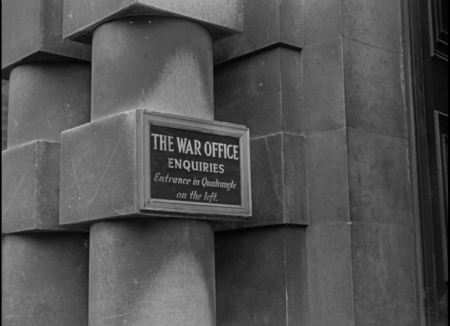 THE WAR OFFICE
ENQUIRIES
Entrance in Quadrangle
on the left.